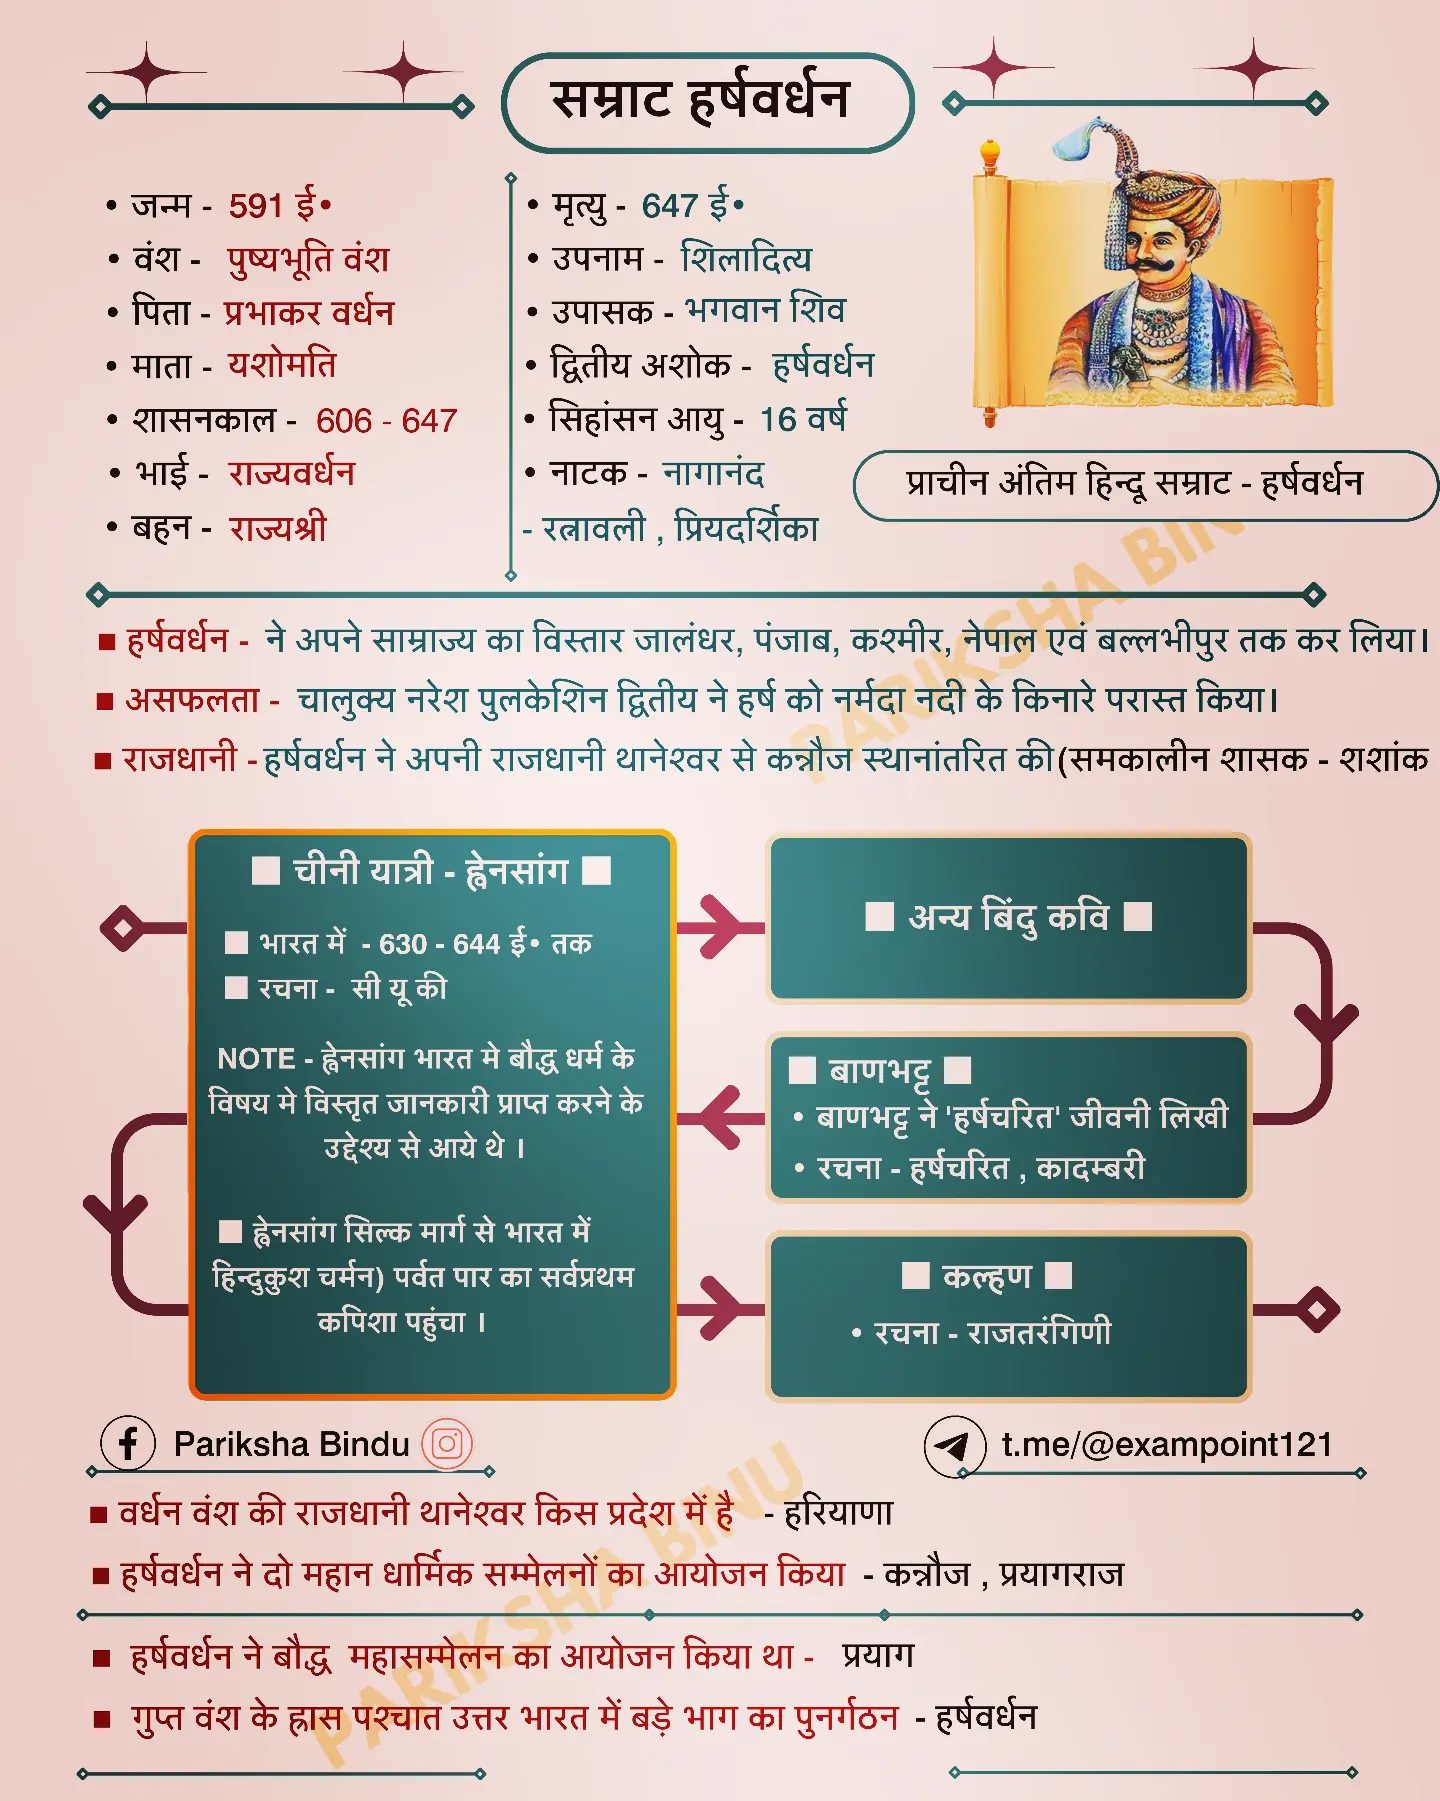 सम्राट हर्षवर्धन
• जन्म - 591 ई•
• वंश - पुष्यभूति वंश
• पिता - प्रभाकर वर्धन
• माता - यशोमति
• शासनकाल - 606 - 647
• भाई - राज्यवर्धन
• बहन - राज्यश्री
• मृत्यु - 647 ई•
• उपनाम - शिलादित्य
• उपासक - भगवान शिव
• द्वितीय अशोक - हर्षवर्धन
• सिहांसन आयु - 16 वर्ष
• नाटक - नागानंद
- रत्नावली , प्रियदर्शिका
प्राचीन अंतिम हिन्दू सम्राट - हर्षवर्धन
PARIKSHA BINU
■ हर्षवर्धन - ने अपने साम्राज्य का विस्तार जालंधर, पंजाब, कश्मीर, नेपाल एवं बल्लभीपुर तक कर लिया।
■ असफलता - चालुक्य नरेश पुलकेशिन द्वितीय ने हर्ष को नर्मदा नदी के किनारे परास्त किया।
■ राजधानी - हर्षवर्धन ने अपनी राजधानी थानेश्वर से कन्नौज स्थानांतरित की(समकालीन शासक - शशांक
■ चीनी यात्री - ह्वेनसांग ■
■ भारत में - 630 - 644 ई• तक
■ रचना - सी यू की
NOTE - ह्वेनसांग भारत मे बौद्ध धर्म के
विषय मे विस्तृत जानकारी प्राप्त करने के
उद्देश्य से आये थे ।
■ ह्वेनसांग सिल्क मार्ग से भारत में
हिन्दुकुश चर्मन) पर्वत पार का सर्वप्रथम
कपिशा पहुंचा ।
■ अन्य बिंदु कवि ■
■ बाणभट्ट ■
• बाणभट्ट ने 'हर्षचरित' जीवनी लिखी
• रचना - हर्षचरित , कादम्बरी
■ कल्हण ■
• रचना - राजतरंगिणी
Pariksha Bindu
t.me/@exampoint121
■ वर्धन वंश की राजधानी थानेश्वर किस प्रदेश में है - हरियाणा
■ हर्षवर्धन ने दो महान धार्मिक सम्मेलनों का आयोजन किया - कन्नौज , प्रयागराज
PARIKSHA BINU
■ हर्षवर्धन ने बौद्ध महासम्मेलन का आयोजन किया था - प्रयाग
■ गुप्त वंश के ह्रास पश्चात उत्तर भारत में बड़े भाग का पुनर्गठन - हर्षवर्धन